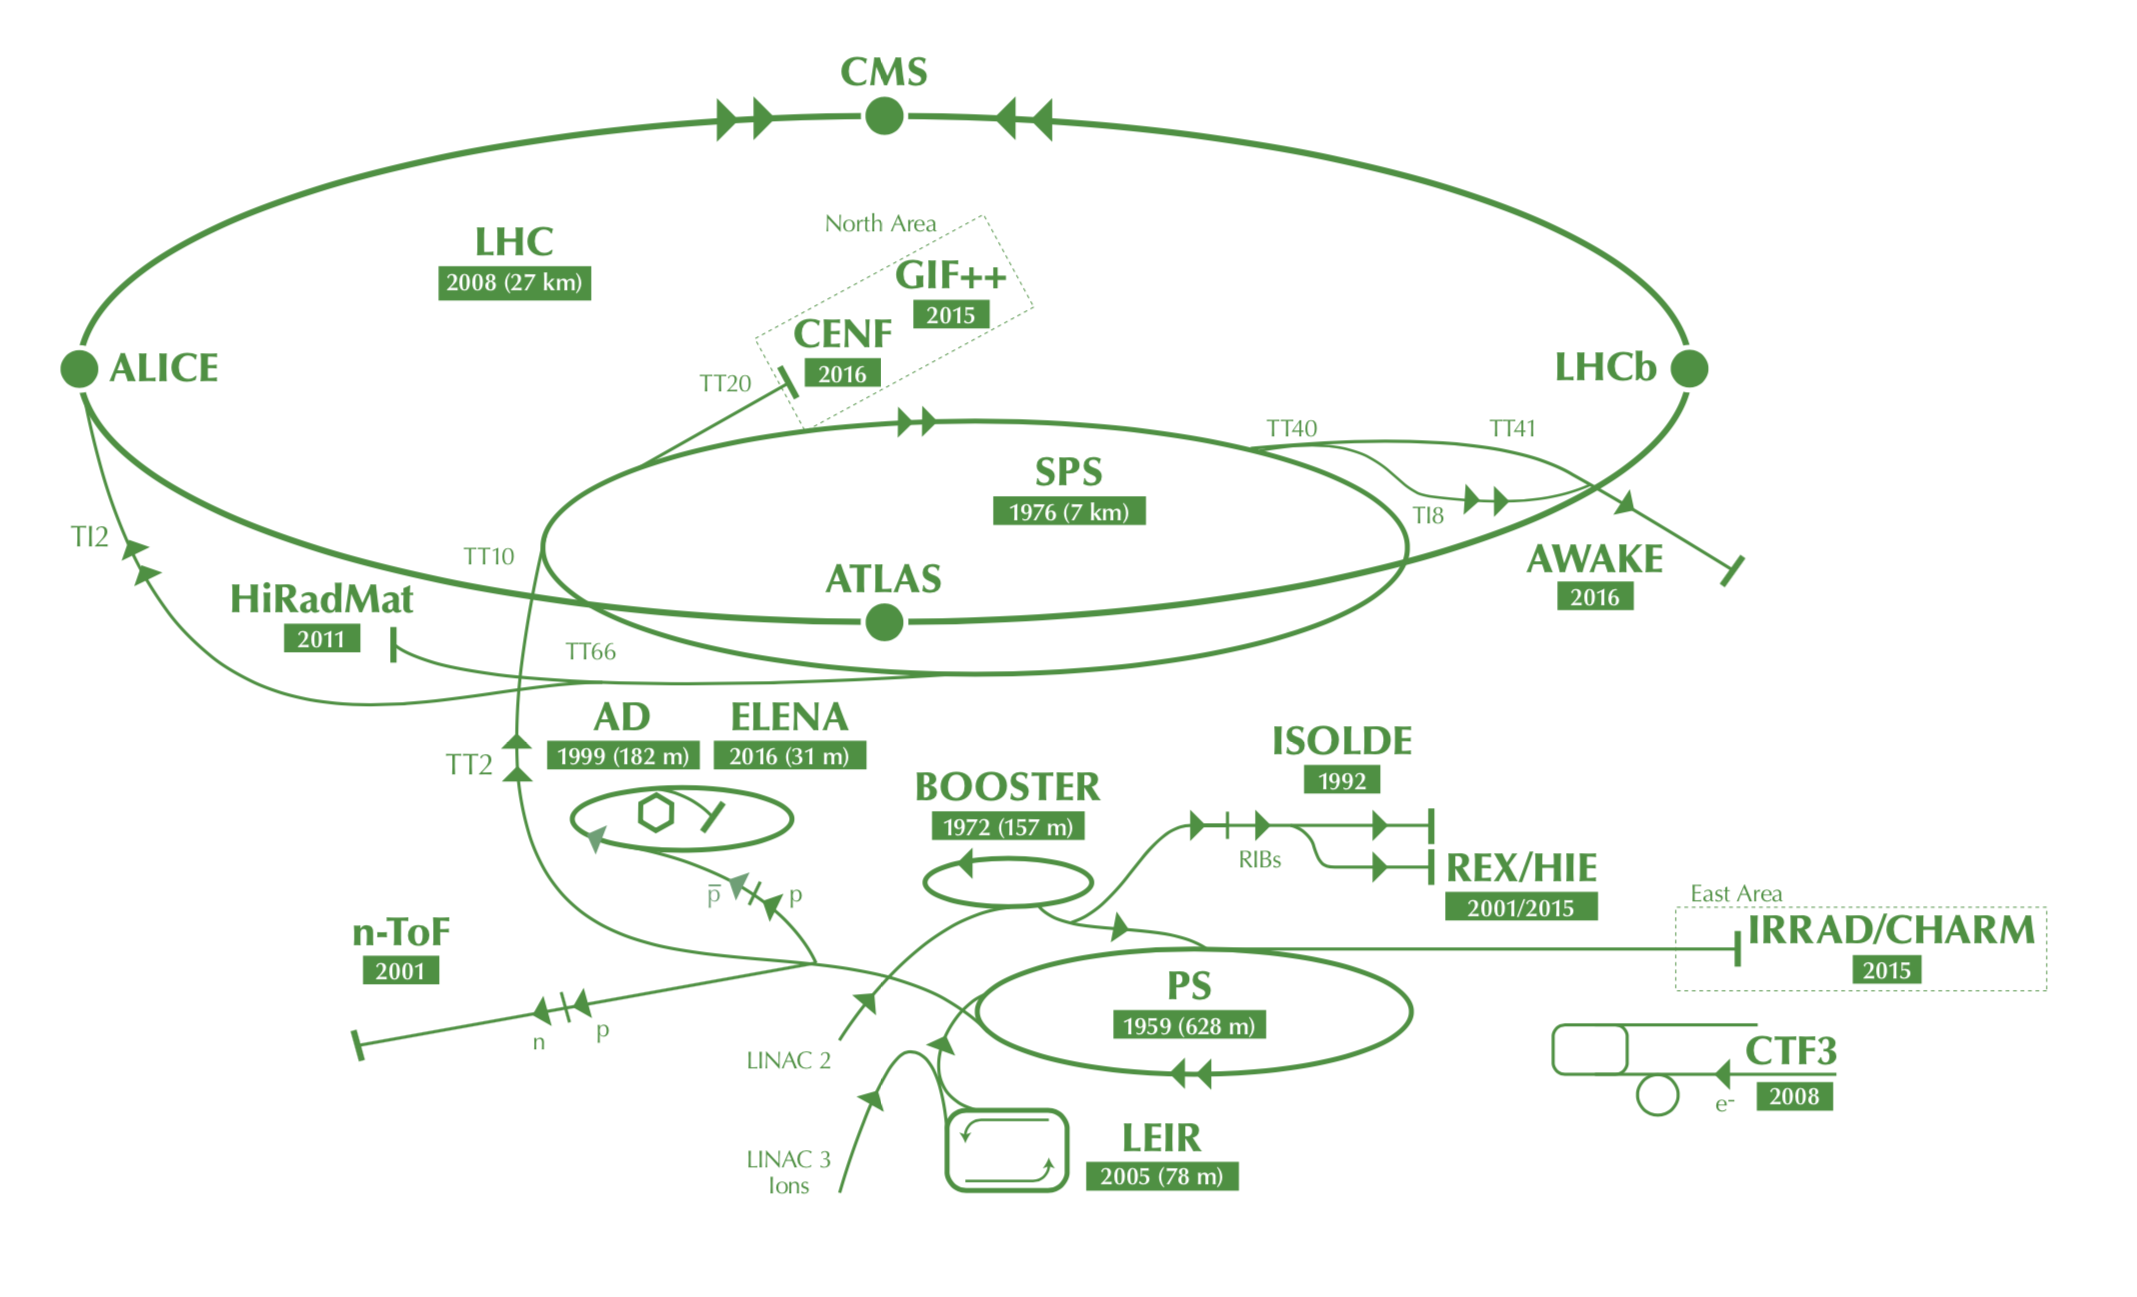 CMS
North Area
LHC
2008 (27 km)
GIF++
2015
CENF
2016
ALICE
LHCb
TT20
TT40
TT41
SPS
1976 (7 km)
TI8
TI2
TT10
AWAKE
2016
ATLAS
HiRadMat
2011
TT66
AD
1999 (182 m)
ELENA
2016 (31 m)
TT2
ISOLDE
1992
BOOSTER
1972 (157 m)
RIBs
REX/HIE
2001/2015
p̅
p
East Area
IRRAD/CHARM
2015
n-ToF
2001
PS
1959 (628 m)
n
p
LINAC 2
CTF3
2008
e-
LEIR
2005 (78 m)
LINAC 3
Ions